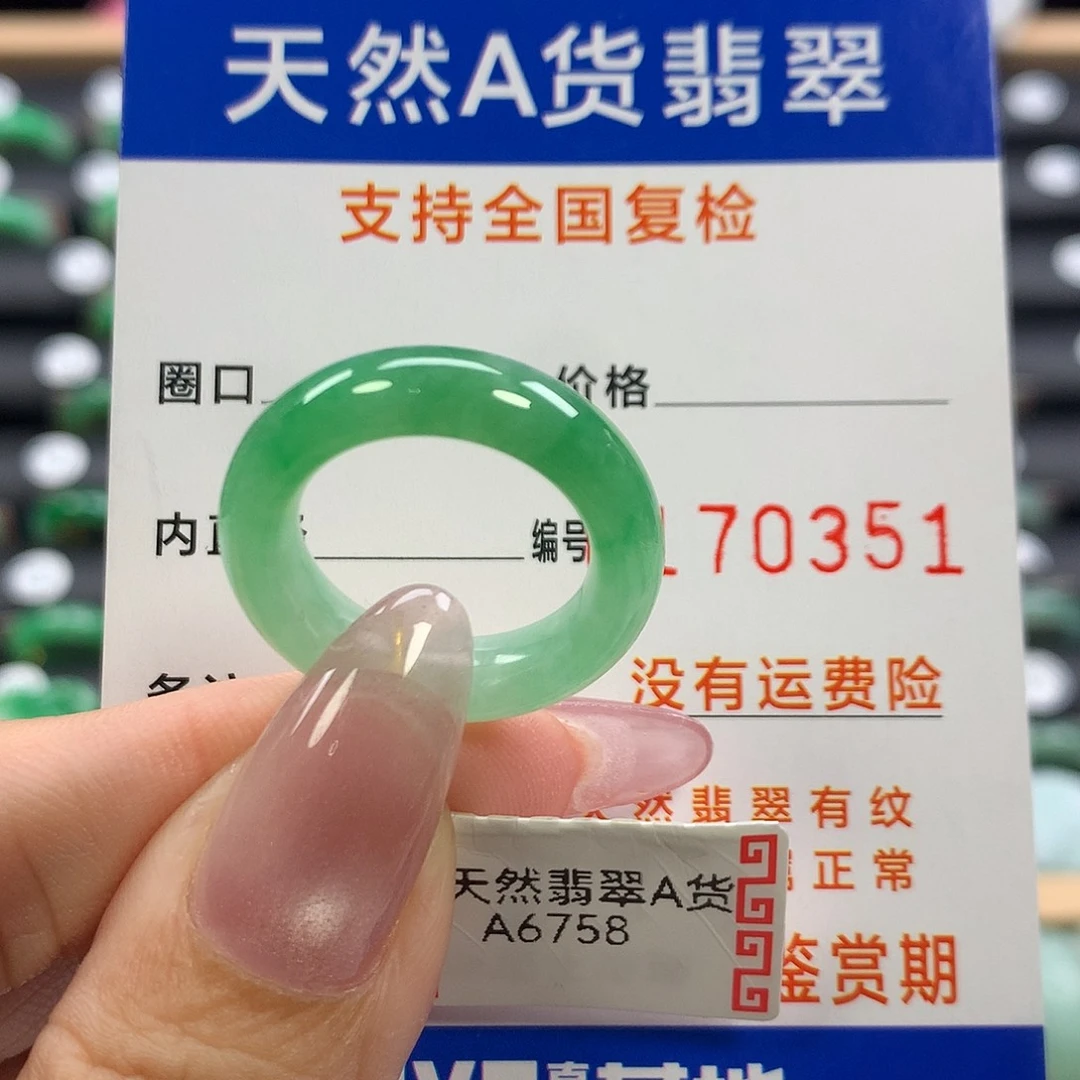 天然A货翡翠
支持全国复检
圈口 价格
内直 编号 170351
没有运费险
然翡翠有纹
正常
天然翡翠A货
A6758
鉴赏期